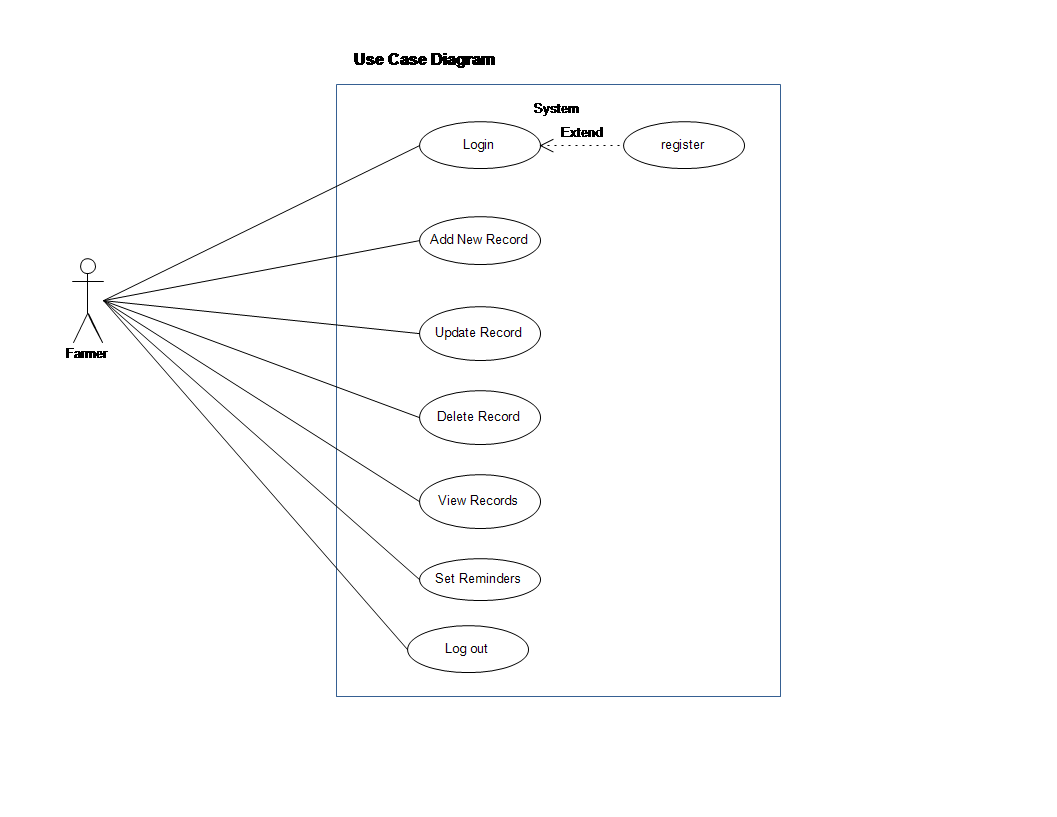 Use Case Diagram
System
Extend
Login
register
Add New Record
Farmer
Update Record
Delete Record
View Records
Set Reminders
Log out